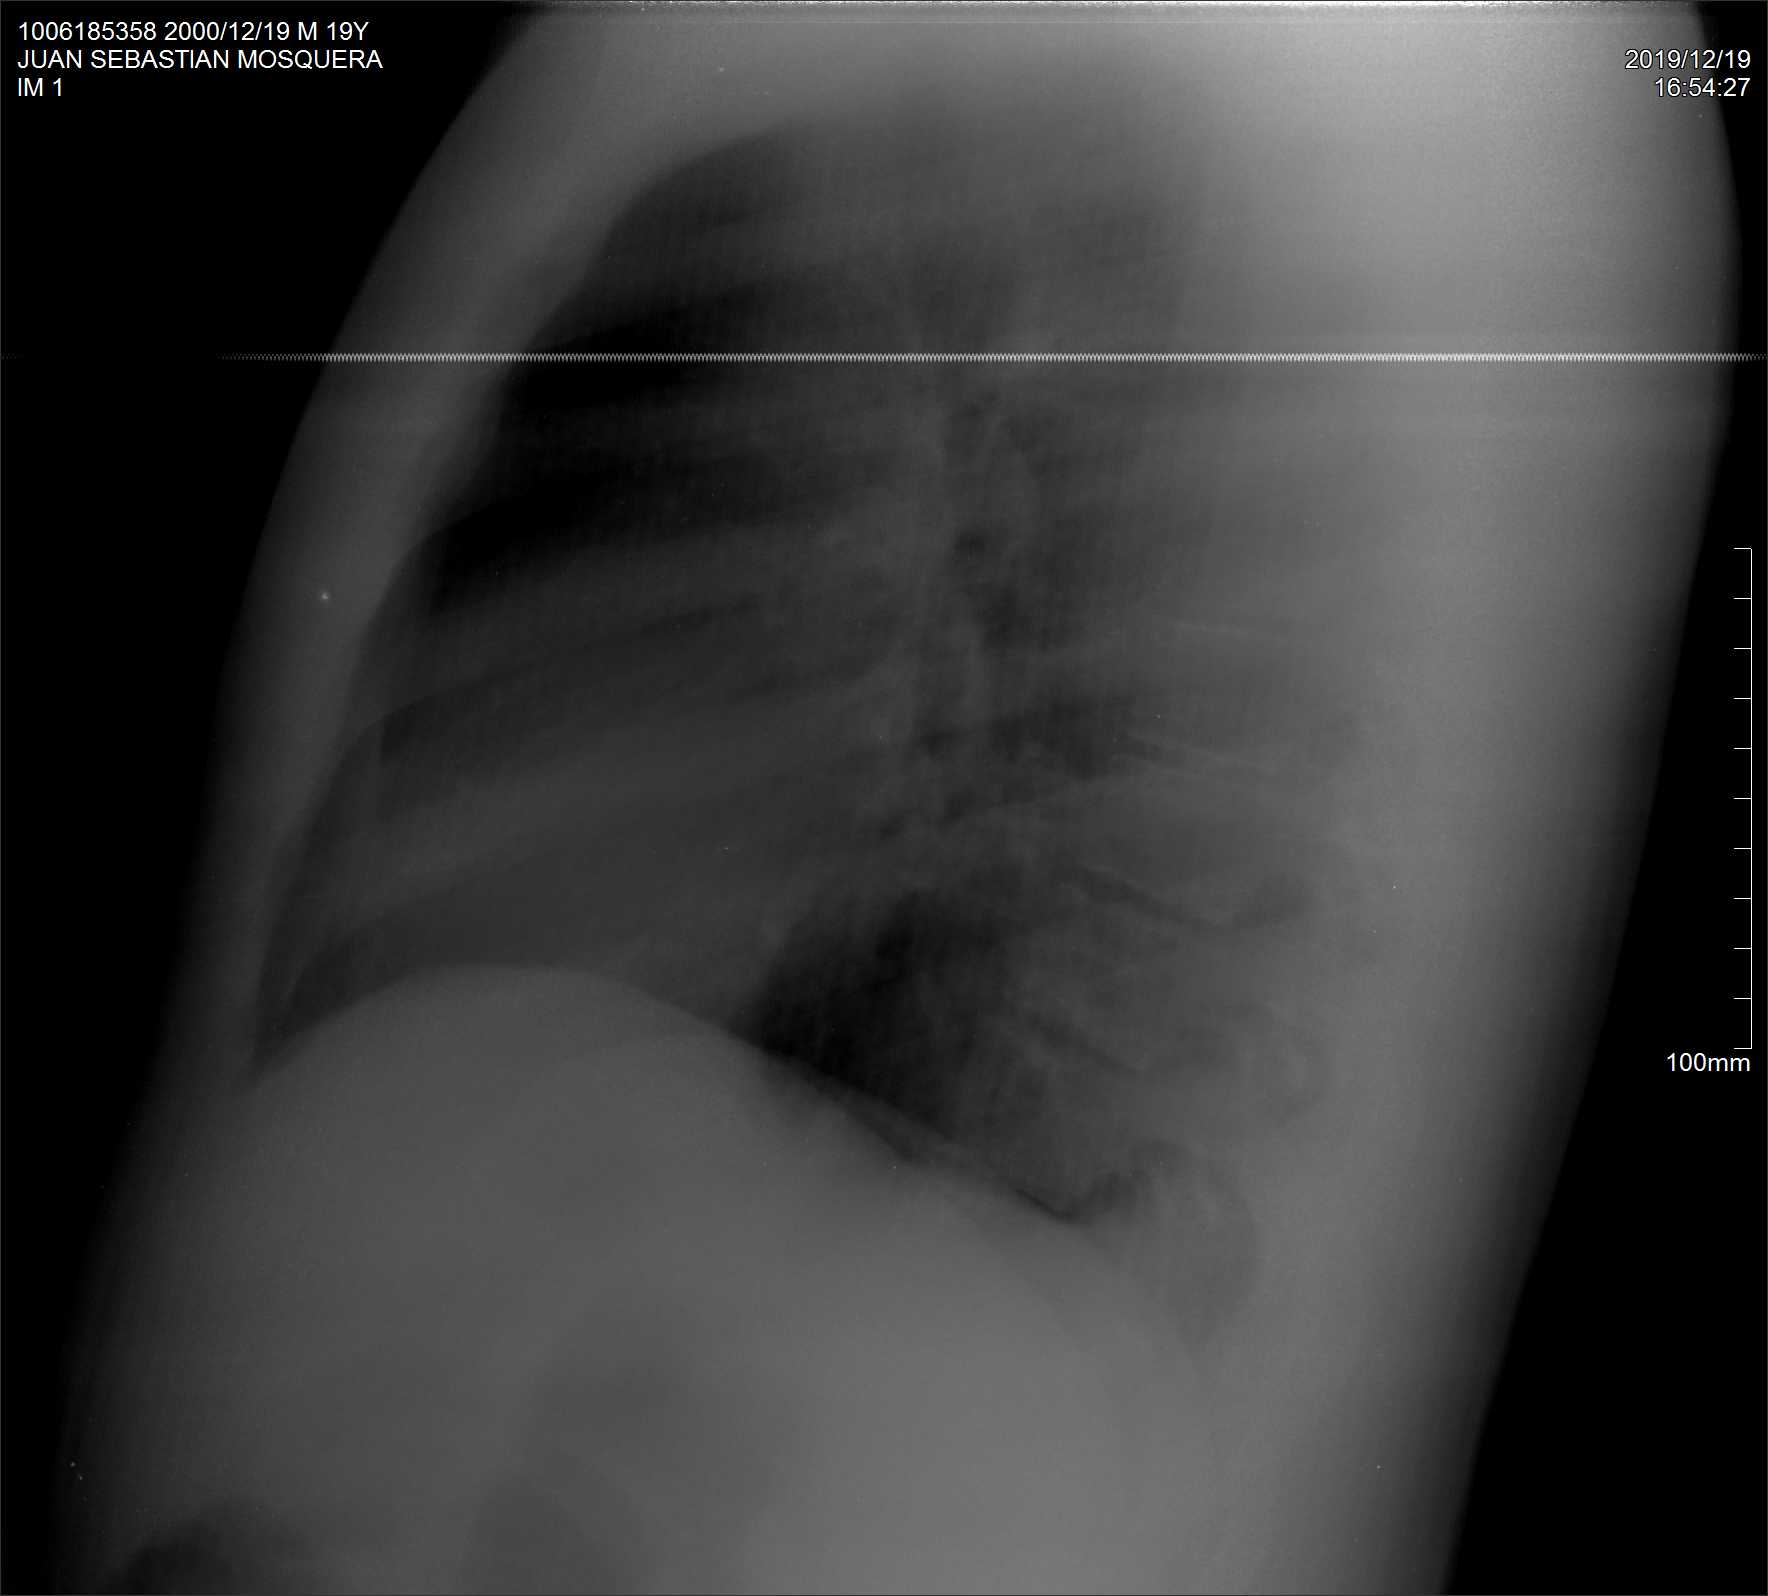 1006185358 2000/12/19 M 19Y
JUAN SEBASTIAN MOSQUERA
IM 1
2019/12/19
16:54:27
100mm